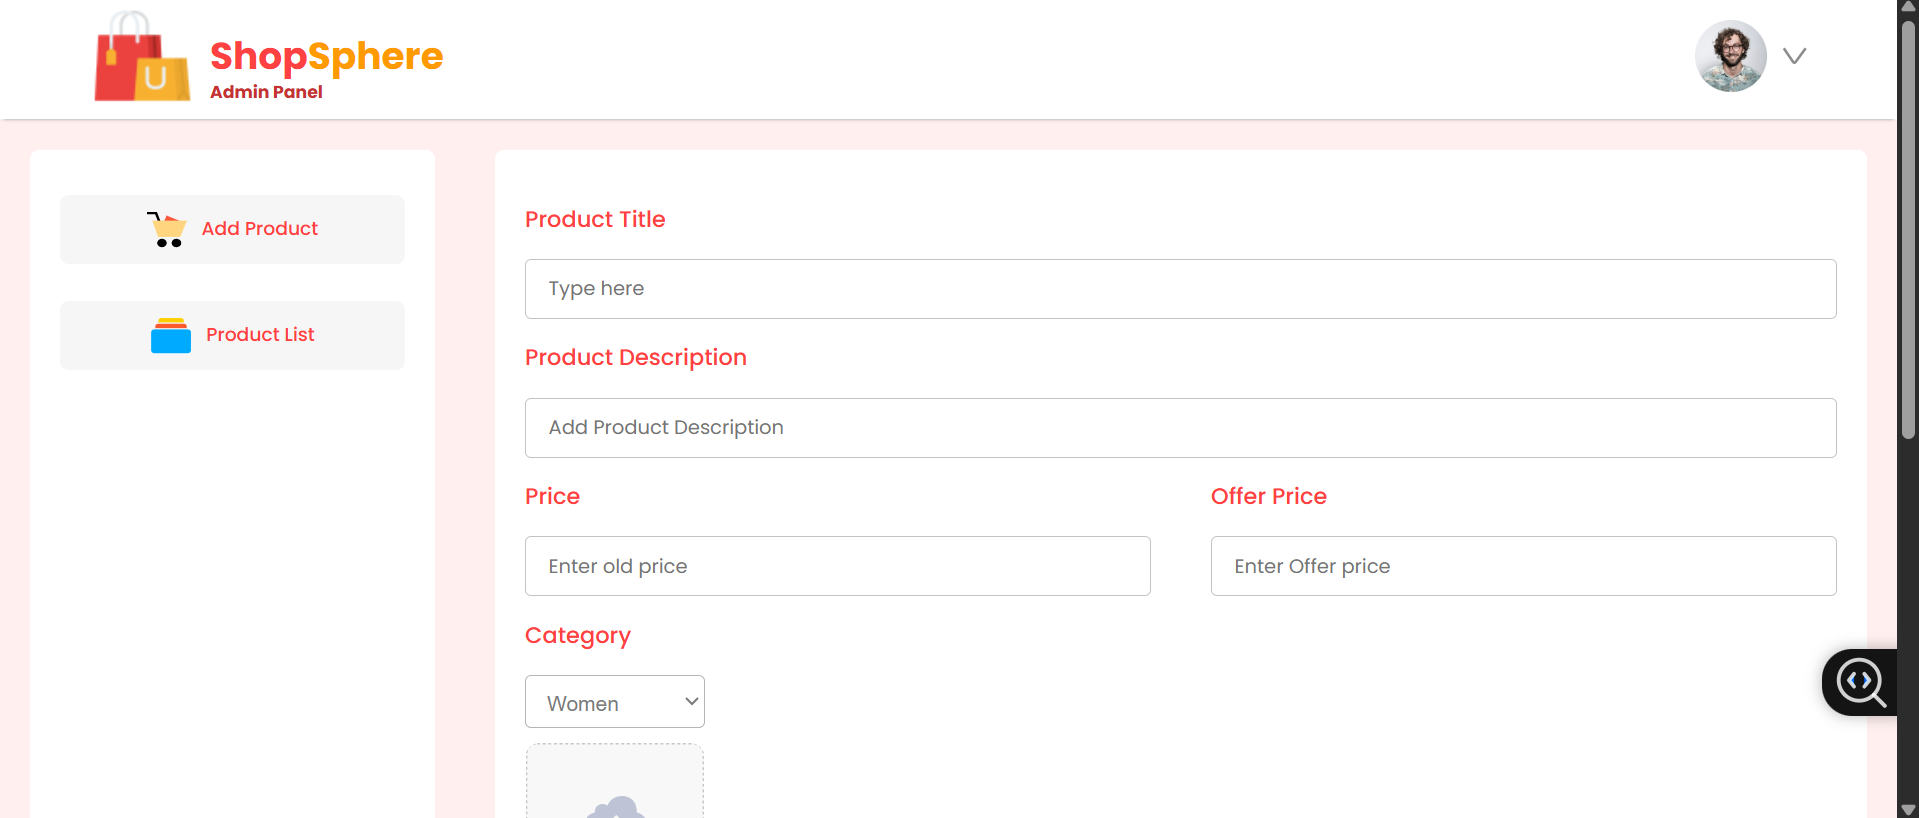 ShopSphere
Admin Panel
Add Product
Product List
Product Title
Type here
Product Description
Add Product Description
Price
Offer Price
Enter old price
Enter Offer price
Category
Women